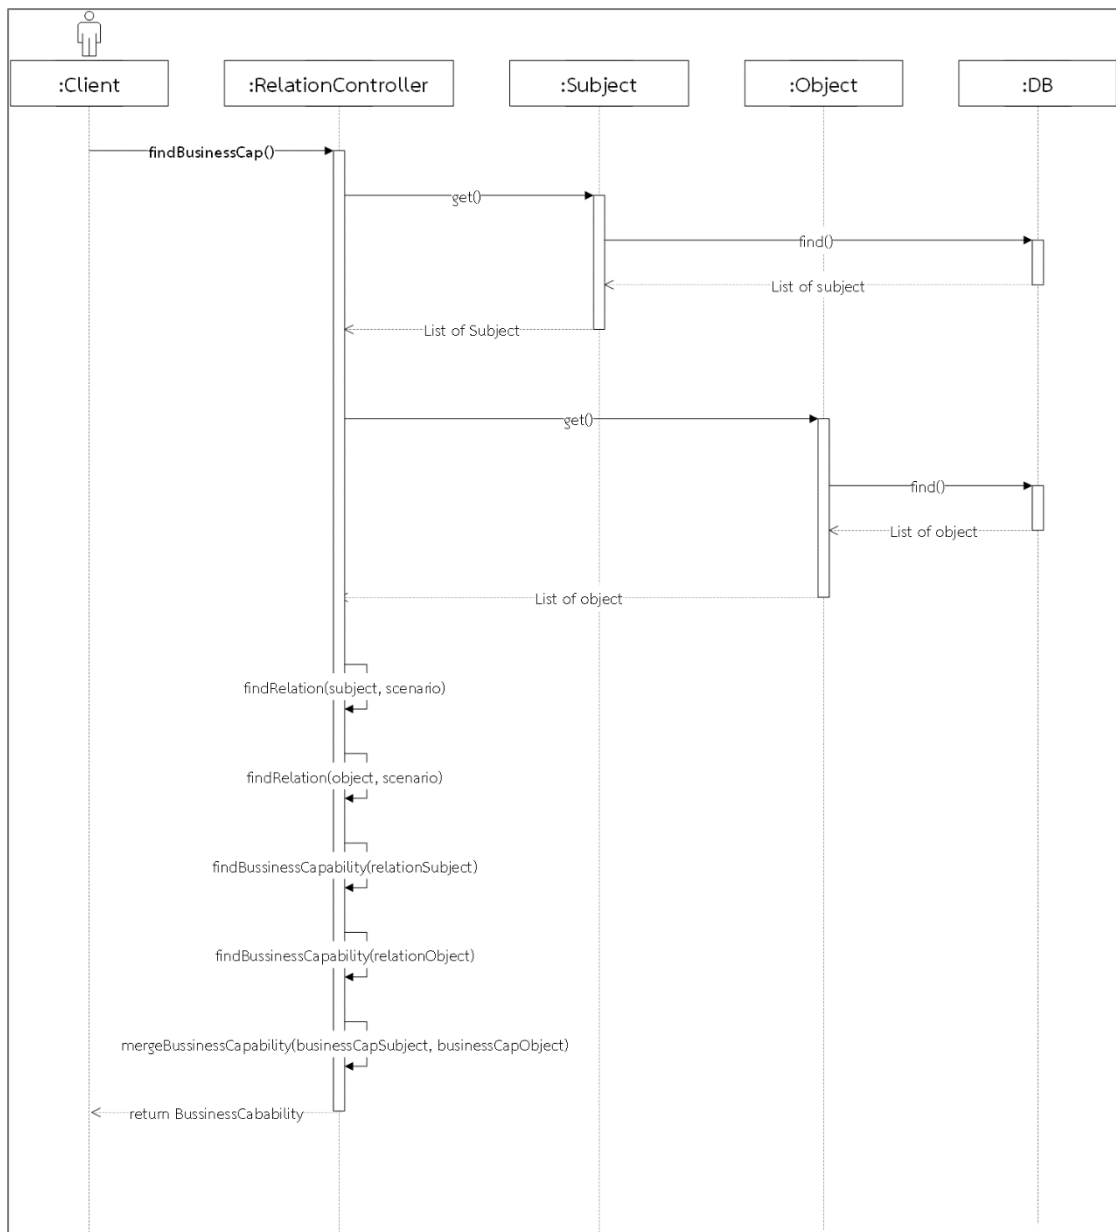 :Client
:RelationController
:Subject
:Object
:DB
findBusinessCap()
get()
find()
List of subject
List of Subject
get()
find()
List of object
List of object
findRelation(subject, scenario)
findRelation(object, scenario)
findBussinessCapability(relationSubject)
findBussinessCapability(relationObject)
mergeBussinessCapability(businessCapSubject, businessCapObject)
return BussinessCabability